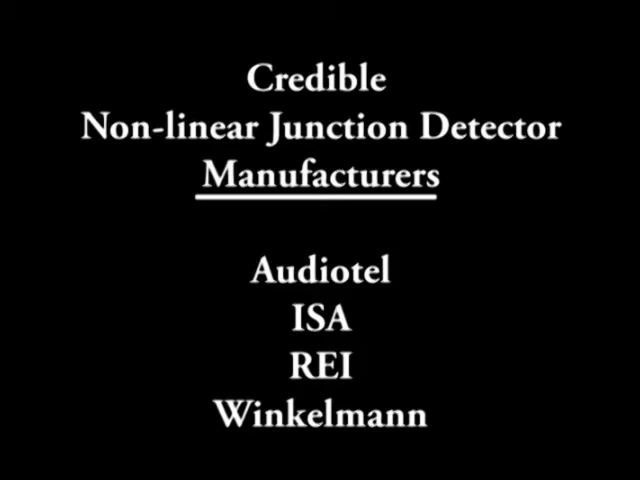 Credible
Non-linear Junction Detector
Manufacturers
Audiotel
ISA
REI
Winkelmann